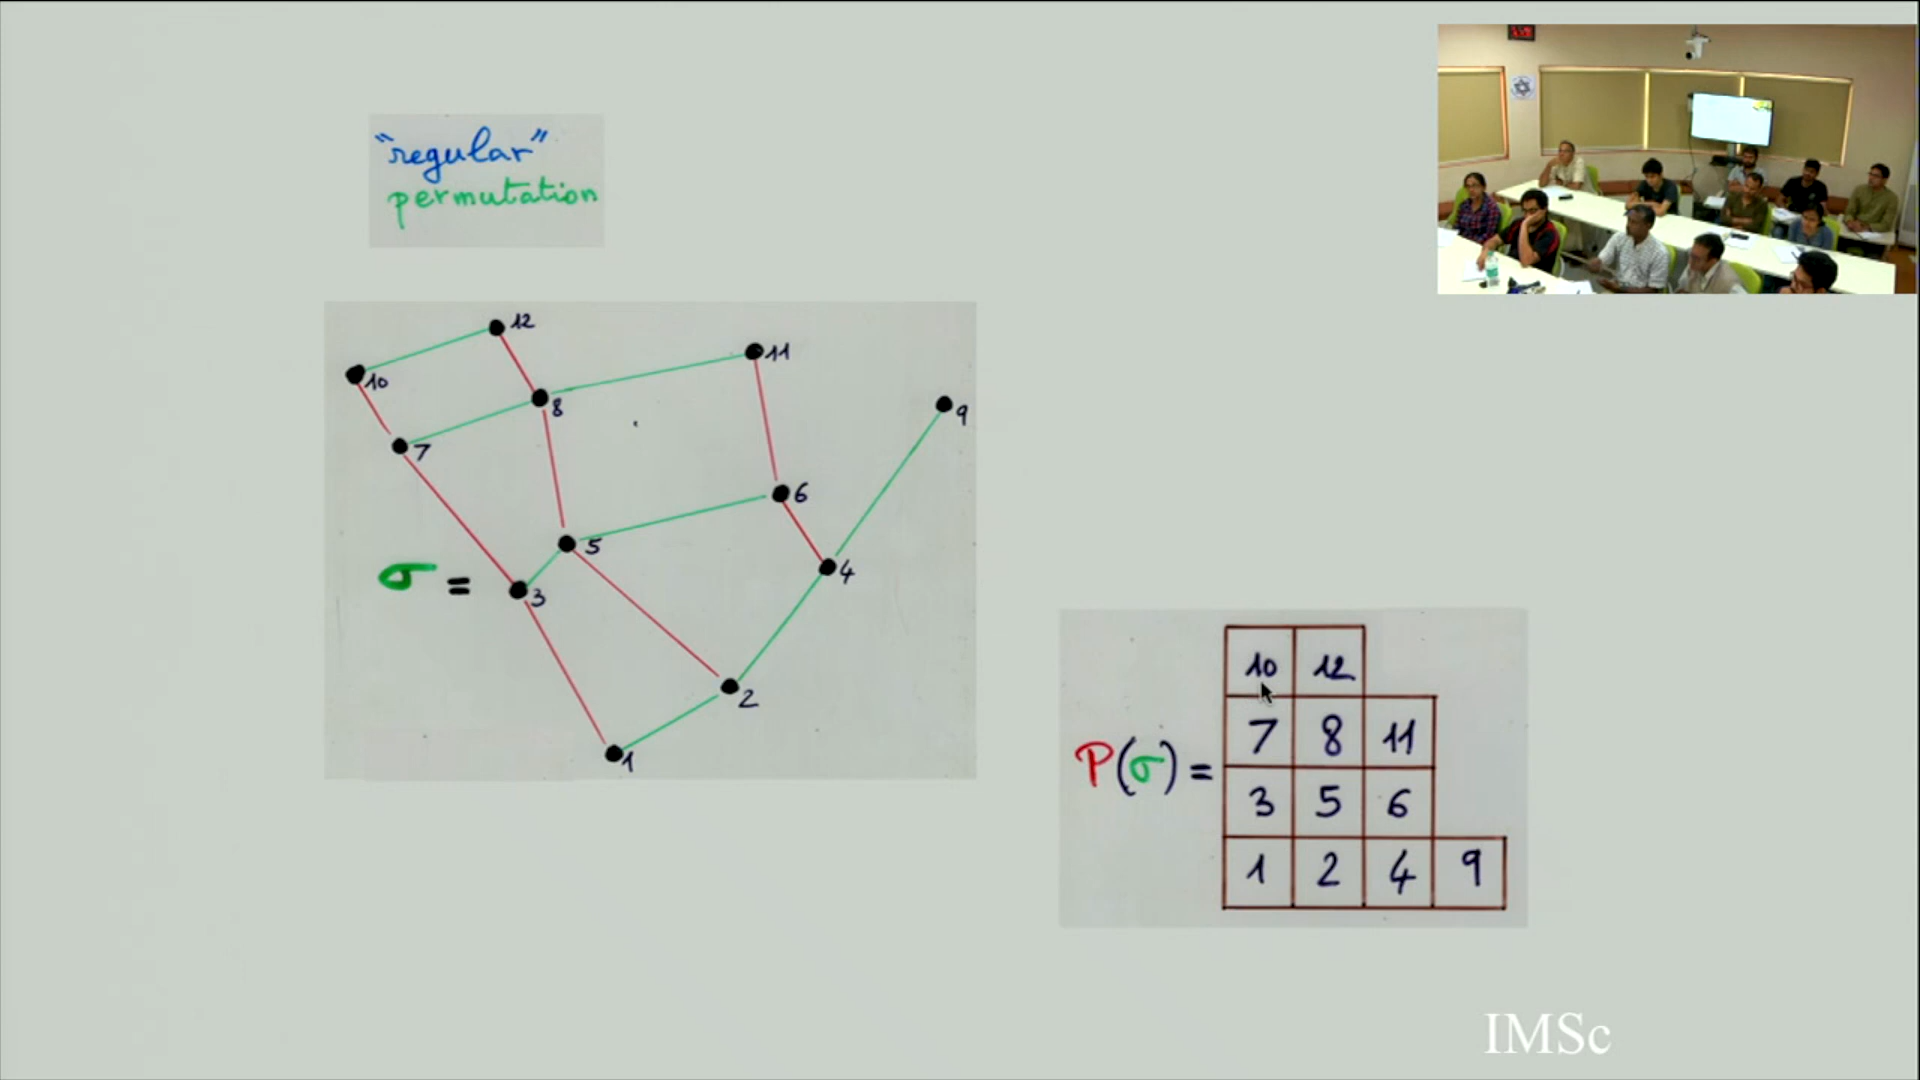 "regular"
permutation
12
11
10
8
9
7
6
5
4
σ =
3
2
1
10 12
7 8 11
P(σ) =
3 5 6
1 2 4 9
IMSc